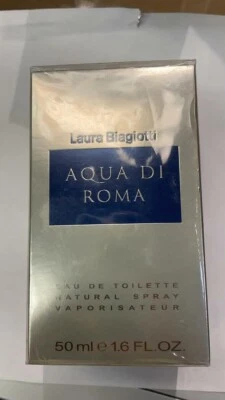 Laura Biagiotti
AQUA DI
ROMA
EAU DE TOILETTE
NATURAL SPRAY
VAPORISATEUR
50 ml e 1.6 FL.OZ.